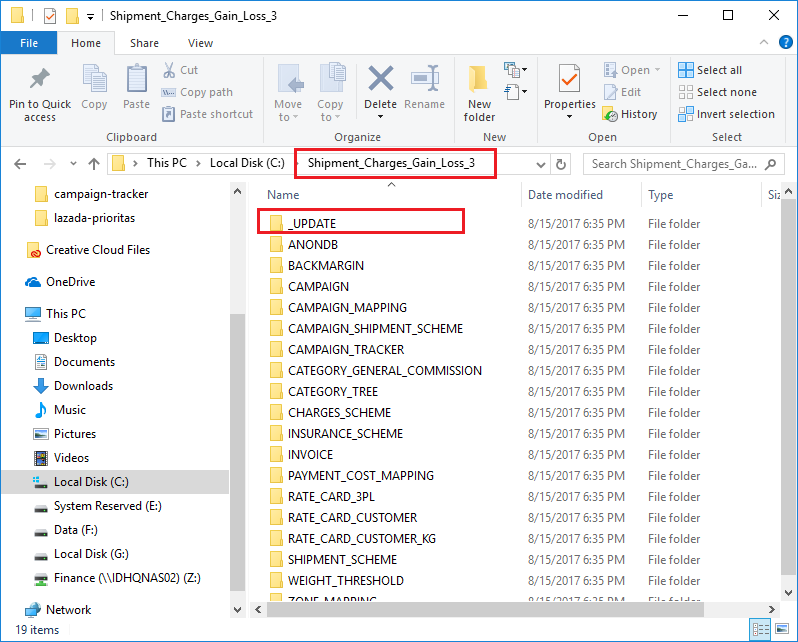 Shipment_Charges_Gain_Loss_3
File Home Share View
Pin to Quick access
Copy
Paste
Cut
Copy path
Paste shortcut
Clipboard
Move to
Copy to
Delete
Rename
Organize
New folder
New
Properties
Open
Edit
History
Open
Select all
Select none
Invert selection
Select
This PC Local Disk (C:) Shipment_Charges_Gain_Loss_3
Search Shipment_Charges_Ga...
campaign-tracker
lazada-prioritas
Creative Cloud Files
OneDrive
This PC
Desktop
Documents
Downloads
Music
Pictures
Videos
Local Disk (C:)
System Reserved (E:)
Data (F:)
Local Disk (G:)
Finance (\\IDHQNAS02) (Z:)
Network
Name Date modified Type Siz
_UPDATE 8/15/2017 6:35 PM File folder
ANONDB 8/15/2017 6:35 PM File folder
BACKMARGIN 8/15/2017 6:35 PM File folder
CAMPAIGN 8/15/2017 6:35 PM File folder
CAMPAIGN_MAPPING 8/15/2017 6:35 PM File folder
CAMPAIGN_SHIPMENT_SCHEME 8/15/2017 6:35 PM File folder
CAMPAIGN_TRACKER 8/15/2017 6:35 PM File folder
CATEGORY_GENERAL_COMMISSION 8/15/2017 6:35 PM File folder
CATEGORY_TREE 8/15/2017 6:35 PM File folder
CHARGES_SCHEME 8/15/2017 6:35 PM File folder
INSURANCE_SCHEME 8/15/2017 6:35 PM File folder
INVOICE 8/15/2017 6:35 PM File folder
PAYMENT_COST_MAPPING 8/15/2017 6:35 PM File folder
RATE_CARD_3PL 8/15/2017 6:35 PM File folder
RATE_CARD_CUSTOMER 8/15/2017 6:35 PM File folder
RATE_CARD_CUSTOMER_KG 8/15/2017 6:35 PM File folder
SHIPMENT_SCHEME 8/15/2017 6:35 PM File folder
WEIGHT_THRESHOLD 8/15/2017 6:35 PM File folder
ZONE_MAPPING 8/15/2017 6:35 PM File folder
19 items